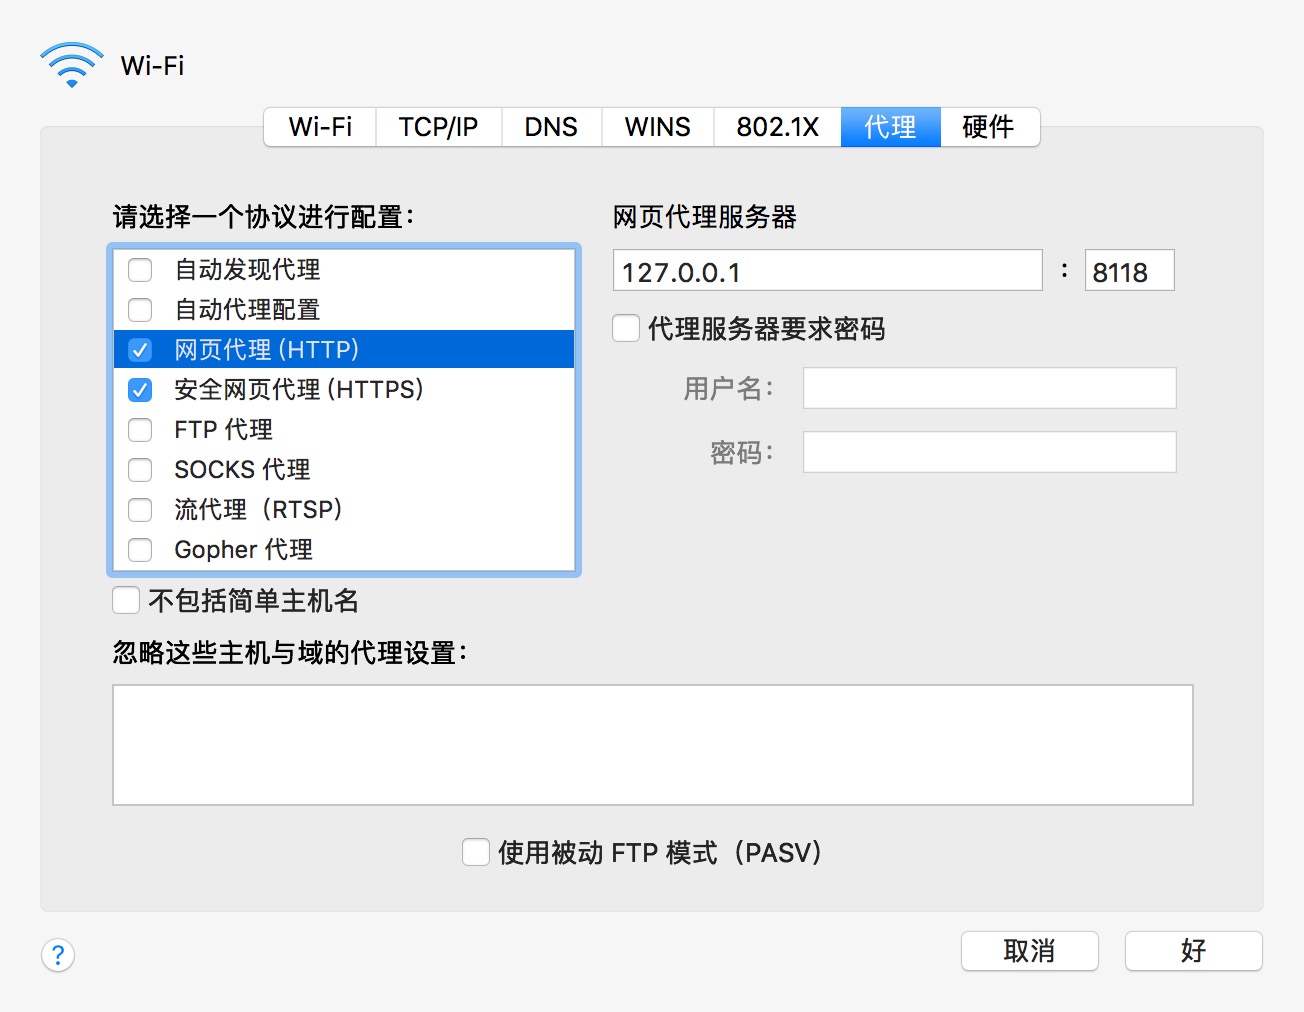 Wi-Fi
Wi-Fi TCP/IP DNS WINS 802.1X 代理 硬件
请选择一个协议进行配置：
自动发现代理
自动代理配置
网页代理 (HTTP)
安全网页代理 (HTTPS)
FTP 代理
SOCKS 代理
流代理（RTSP）
Gopher 代理
不包括简单主机名
网页代理服务器
127.0.0.1 : 8118
代理服务器要求密码
用户名：
密码：
忽略这些主机与域的代理设置：
使用被动 FTP 模式（PASV）
? 取消 好